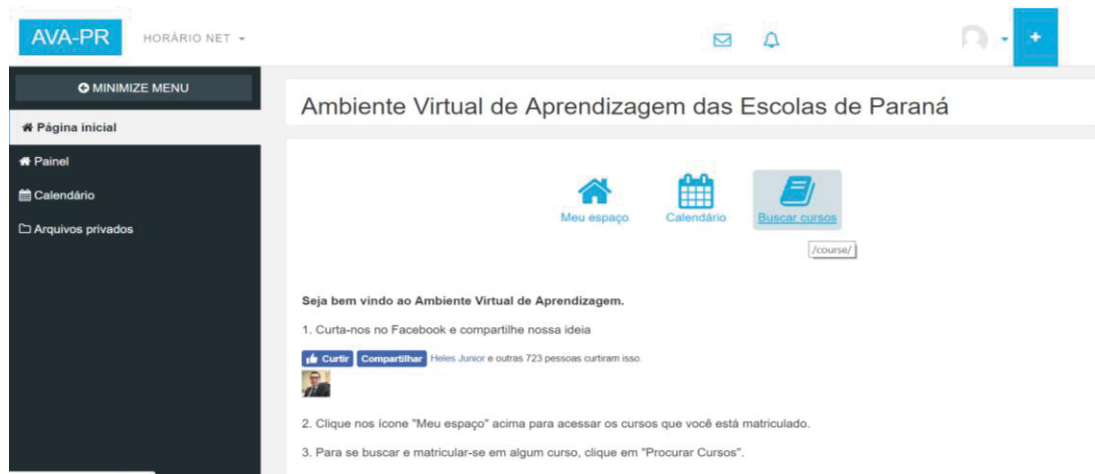 AVA-PR HORÁRIO NET
MINIMIZE MENU
Página inicial
Painel
Calendário
Arquivos privados
Ambiente Virtual de Aprendizagem das Escolas de Paraná
Meu espaço Calendário Buscar cursos
/course/
Seja bem vindo ao Ambiente Virtual de Aprendizagem.
1. Curta-nos no Facebook e compartilhe nossa ideia
Curtir Compartilhar Heles Junior e outras 723 pessoas curtiram isso.
2. Clique nos ícone "Meu espaço" acima para acessar os cursos que você está matriculado.
3. Para se buscar e matricular-se em algum curso, clique em "Procurar Cursos".